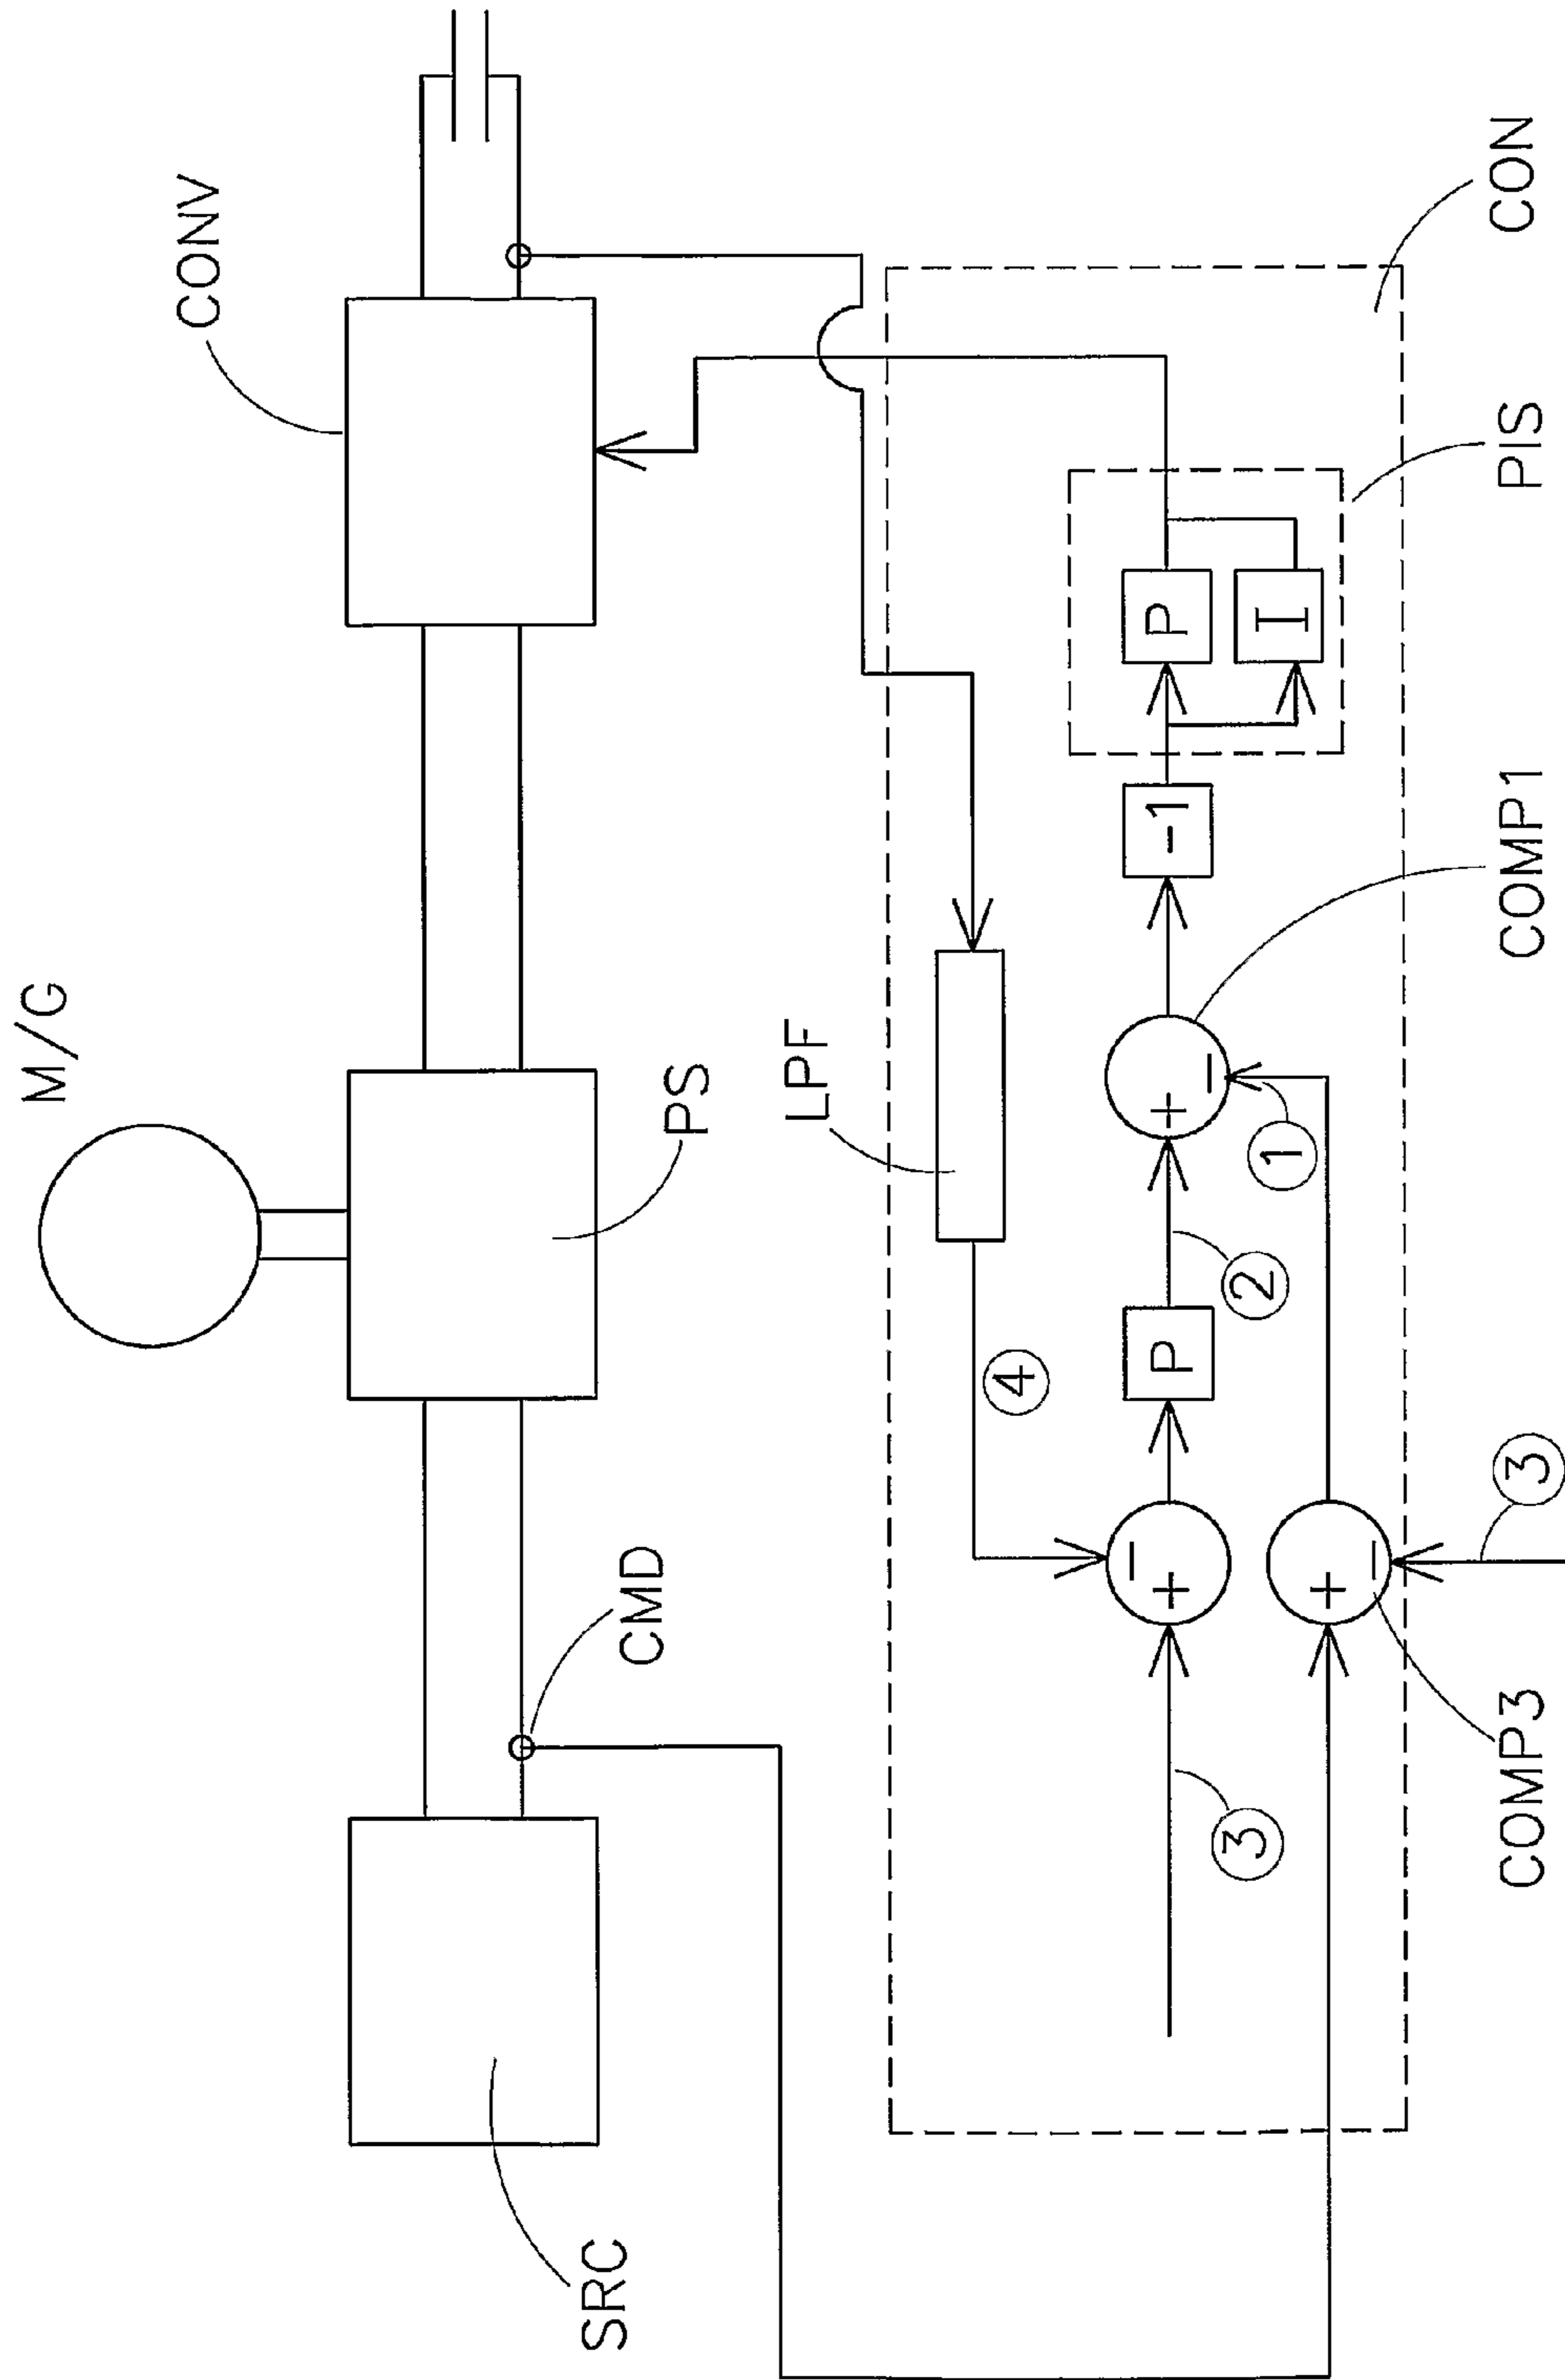 M/G
CONV
PS
CMD
SRC
LPF
4
P
2
+
−
1
-1
P
I
−
+
3
+
−
3
COMP3
COMP1
PIS
CON